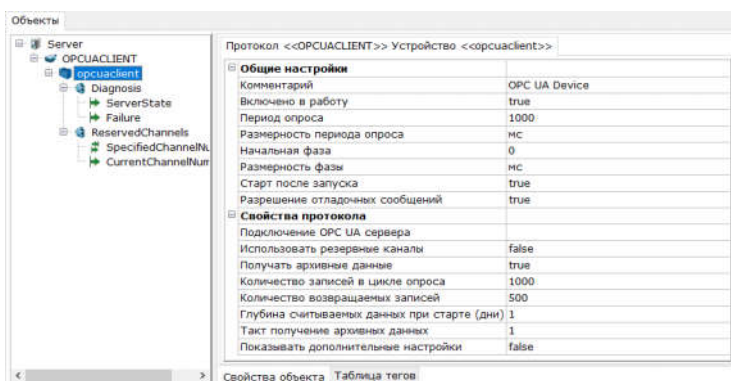 Объекты
Server
OPCUACLIENT
opcuaclient
Diagnosis
ServerState
Failure
ReservedChannels
SpecifiedChannelNu
CurrentChannelNum
Протокол <<OPCUACLIENT>> Устройство <<opcuaclient>>
Общие настройки
Комментарий OPC UA Device
Включено в работу true
Период опроса 1000
Размерность периода опроса мс
Начальная фаза 0
Размерность фазы мс
Старт после запуска true
Разрешение отладочных сообщений true
Свойства протокола
Подключение OPC UA сервера
Использовать резервные каналы false
Получать архивные данные true
Количество записей в цикле опроса 1000
Количество возвращаемых записей 500
Глубина считываемых данных при старте (дни) 1
Такт получение архивных данных 1
Показывать дополнительные настройки false
Свойства объекта Таблица тегов